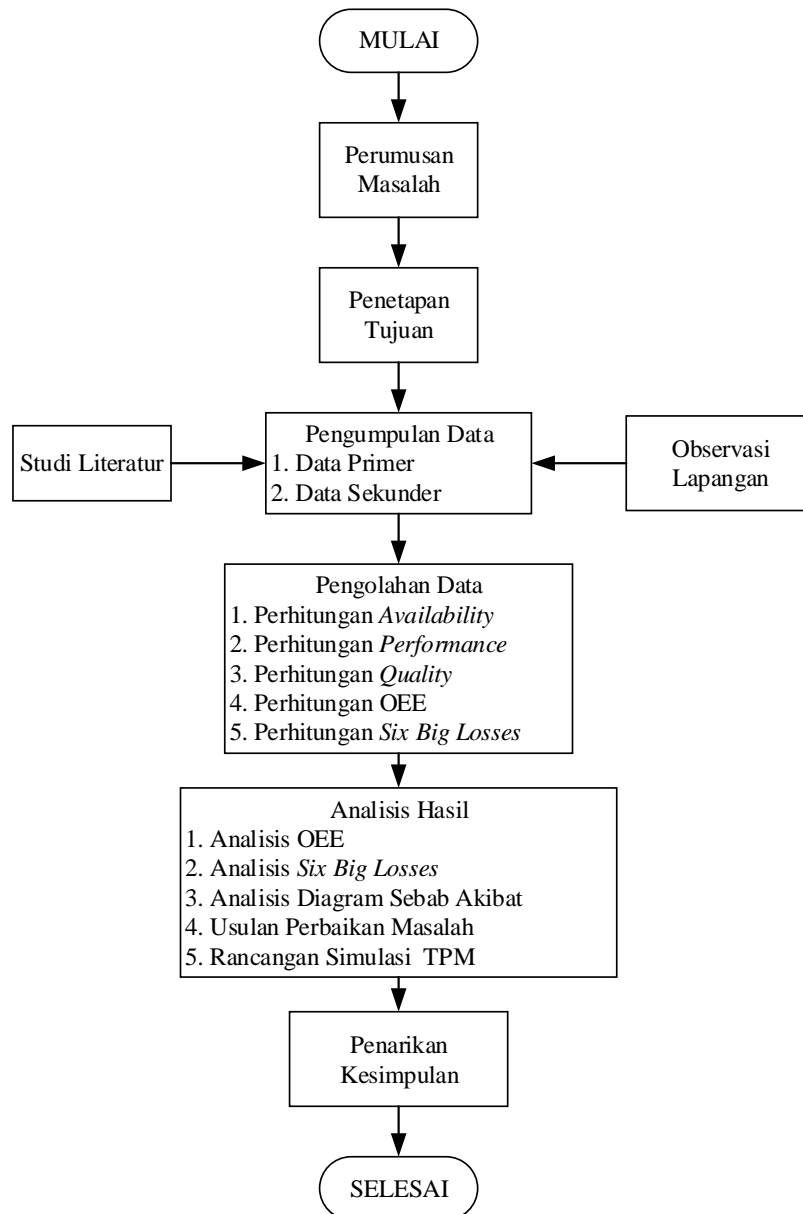 MULAI
Perumusan
Masalah
Penetapan
Tujuan
Studi Literatur
Pengumpulan Data
1. Data Primer
2. Data Sekunder
Observasi
Lapangan
Pengolahan Data
1. Perhitungan Availability
2. Perhitungan Performance
3. Perhitungan Quality
4. Perhitungan OEE
5. Perhitungan Six Big Losses
Analisis Hasil
1. Analisis OEE
2. Analisis Six Big Losses
3. Analisis Diagram Sebab Akibat
4. Usulan Perbaikan Masalah
5. Rancangan Simulasi TPM
Penarikan
Kesimpulan
SELESAI